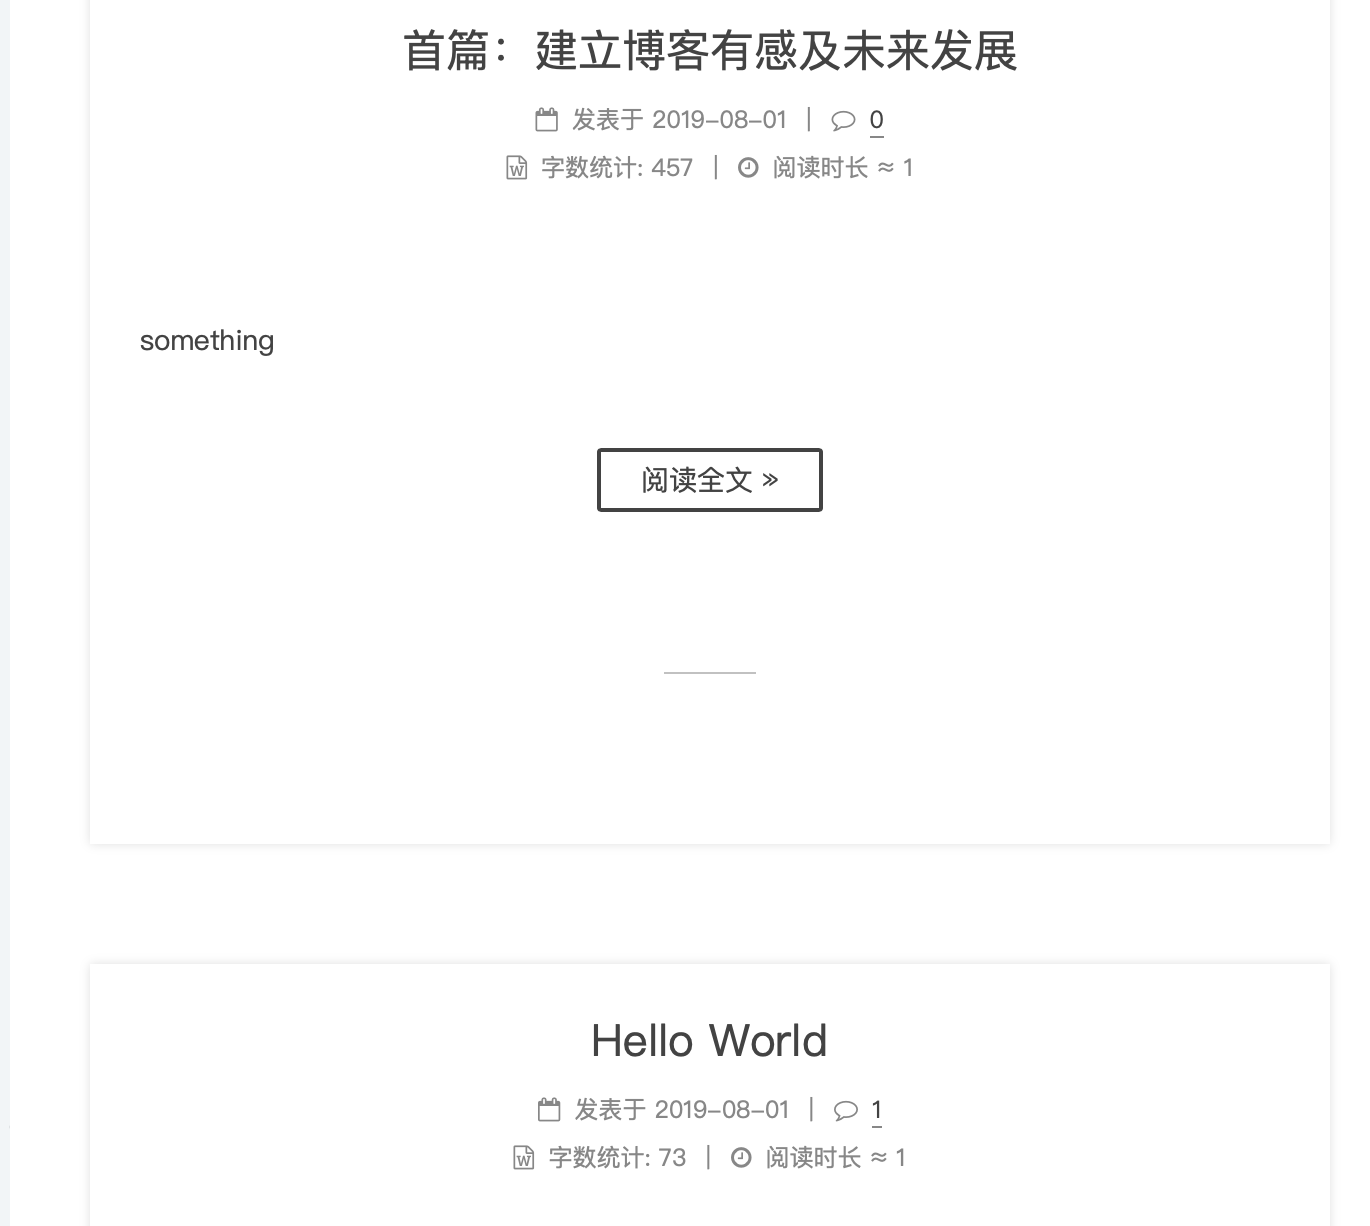 首篇：建立博客有感及未来发展
发表于 2019-08-01 | 0
字数统计: 457 | 阅读时长 ≈ 1
something
阅读全文 »
Hello World
发表于 2019-08-01 | 1
字数统计: 73 | 阅读时长 ≈ 1